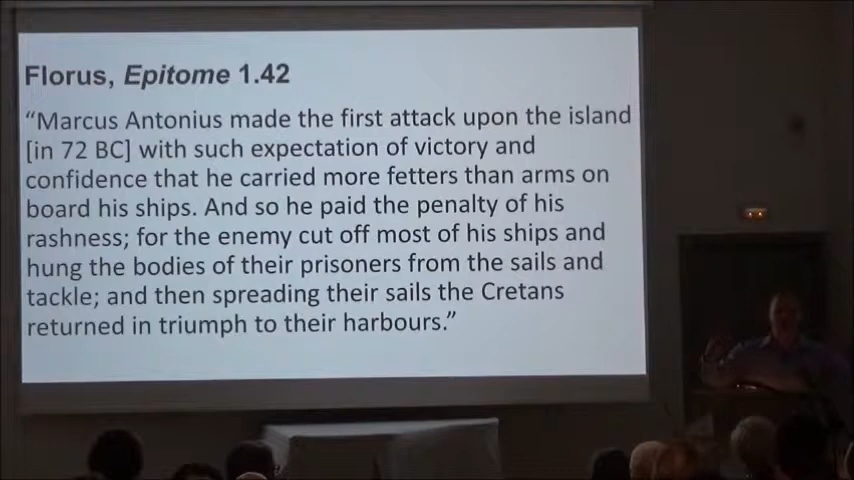 Florus, Epitome 1.42
“Marcus Antonius made the first attack upon the island
[in 72 BC] with such expectation of victory and
confidence that he carried more fetters than arms on
board his ships. And so he paid the penalty of his
rashness; for the enemy cut off most of his ships and
hung the bodies of their prisoners from the sails and
tackle; and then spreading their sails the Cretans
returned in triumph to their harbours.”